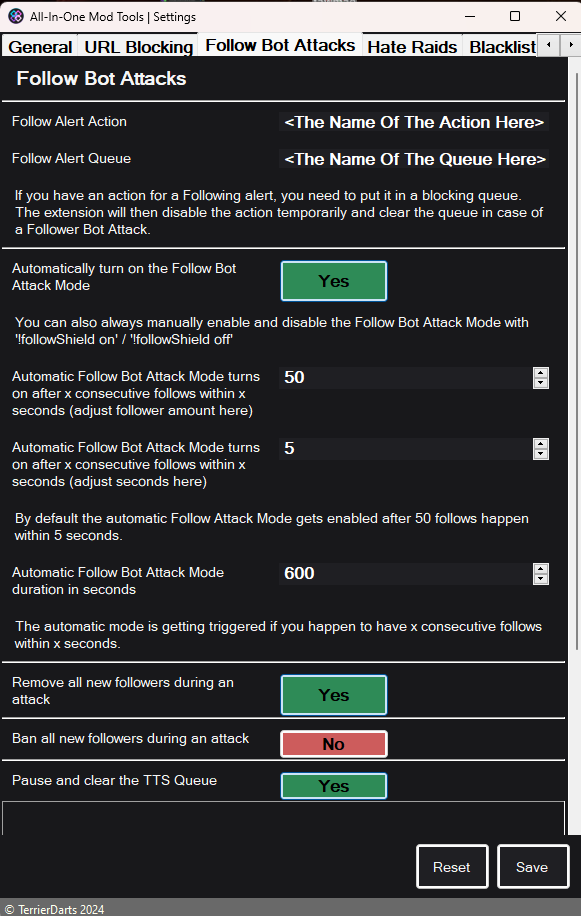 All-In-One Mod Tools | Settings
General URL Blocking Follow Bot Attacks Hate Raids Blacklist
Follow Bot Attacks
Follow Alert Action <The Name Of The Action Here>
Follow Alert Queue <The Name Of The Queue Here>
If you have an action for a Following alert, you need to put it in a blocking queue.
The extension will then disable the action temporarily and clear the queue in case of
a Follower Bot Attack.
Automatically turn on the Follow Bot
Attack Mode
Yes
You can also always manually enable and disable the Follow Bot Attack Mode with
'!followShield on' / '!followShield off'
Automatic Follow Bot Attack Mode turns
on after x consecutive follows within x
seconds (adjust follower amount here)
50
Automatic Follow Bot Attack Mode turns
on after x consecutive follows within x
seconds (adjust seconds here)
5
By default the automatic Follow Attack Mode gets enabled after 50 follows happen
within 5 seconds.
Automatic Follow Bot Attack Mode
duration in seconds
600
The automatic mode is getting triggered if you happen to have x consecutive follows
within x seconds.
Remove all new followers during an
attack
Yes
Ban all new followers during an attack No
Pause and clear the TTS Queue Yes
Reset Save
© TerrierDarts 2024